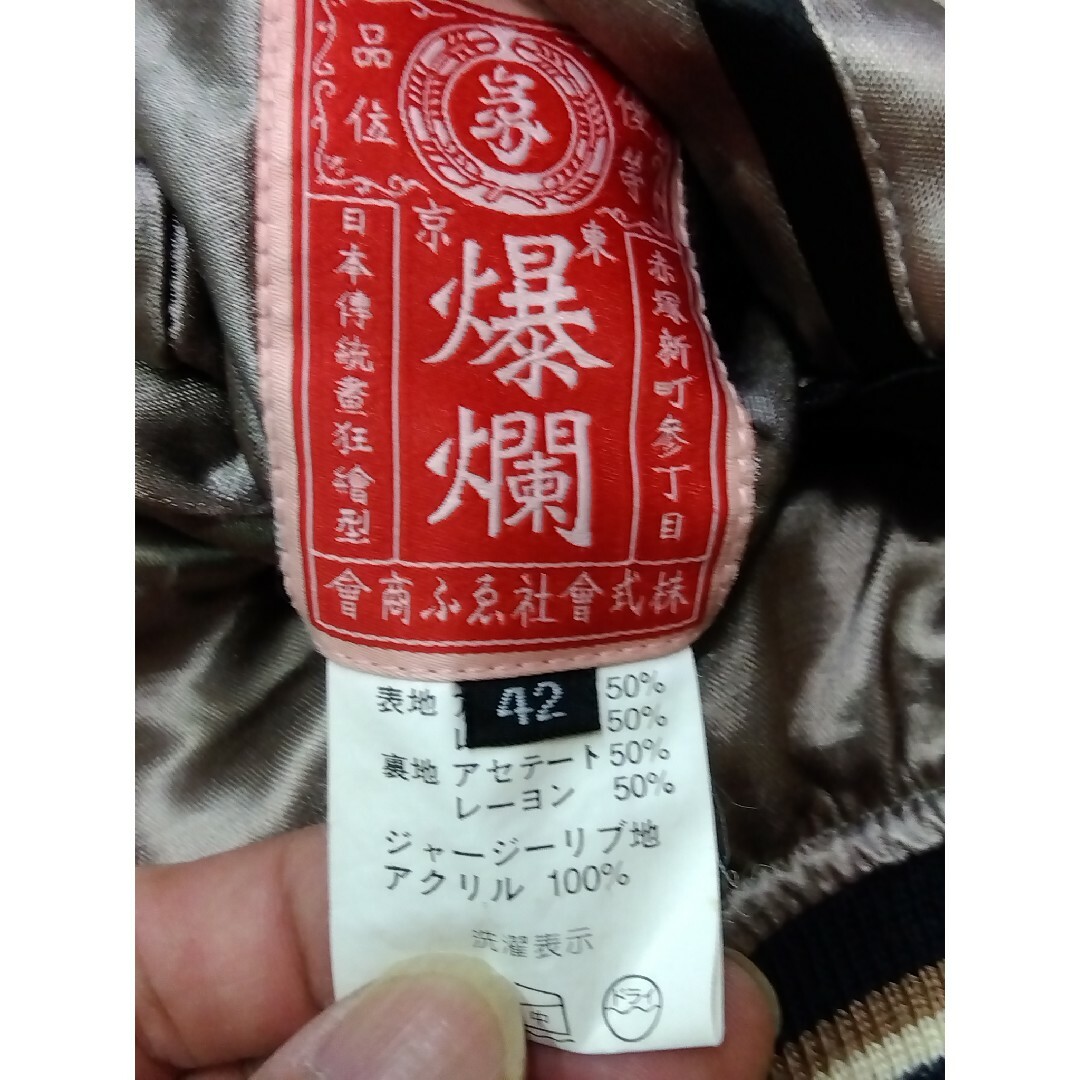 品位
優等
東京
爆爛
赤塚新町参丁目
日本傳統畫狂繪型
株式會社ゑふ商會
42
表地 ア 50%
レ 50%
裏地 アセテート 50%
レーヨン 50%
ジャージーリブ地
アクリル 100%
洗濯表示
中
ドライ